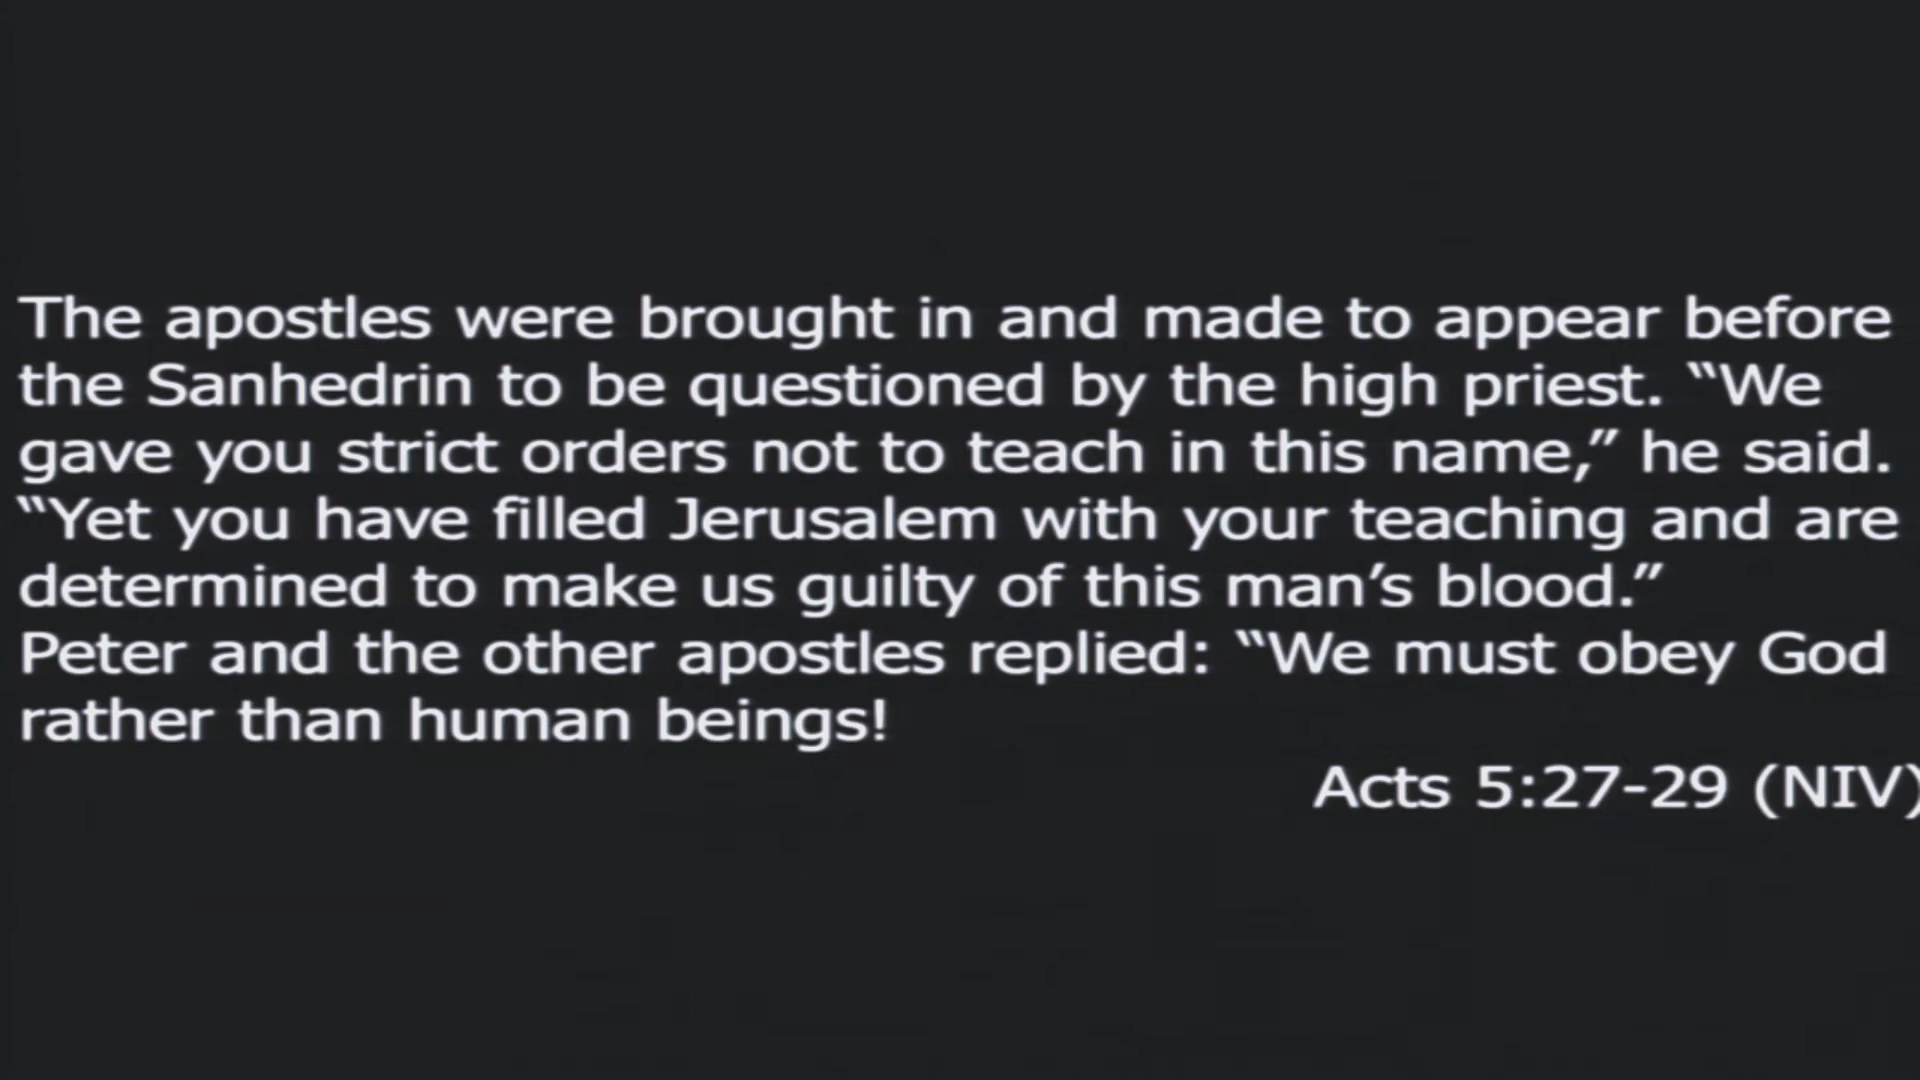 The apostles were brought in and made to appear before
the Sanhedrin to be questioned by the high priest. “We
gave you strict orders not to teach in this name,” he said.
“Yet you have filled Jerusalem with your teaching and are
determined to make us guilty of this man’s blood.”
Peter and the other apostles replied: “We must obey God
rather than human beings!
Acts 5:27-29 (NIV)